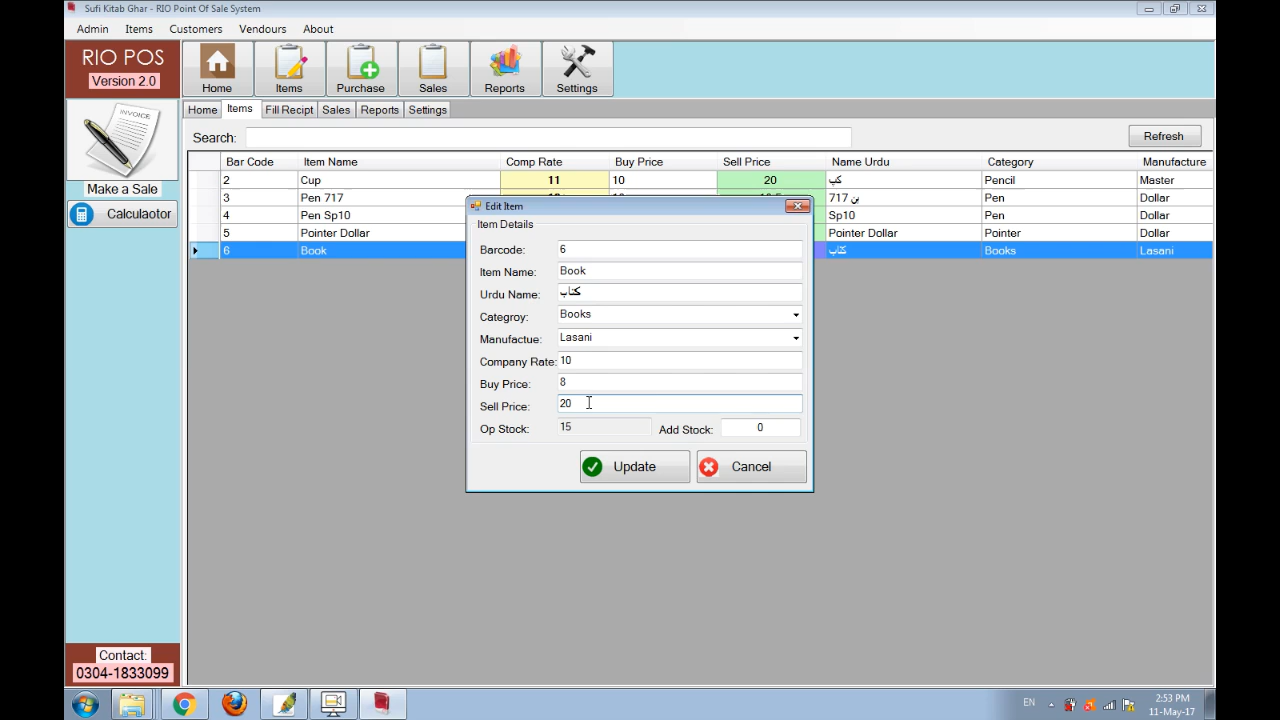 Sufi Kitab Ghar - RIO Point Of Sale System
Admin Items Customers Vendours About
RIO POS
Version 2.0
Home Items Purchase Sales Reports Settings
INVOICE
Make a Sale
Calculaotor
Home Items Fill Recipt Sales Reports Settings
Search: Refresh
Bar Code Item Name Comp Rate Buy Price Sell Price Name Urdu Category Manufacture
2 Cup 11 10 20 کپ Pencil Master
3 Pen 717 717 پن Pen Dollar
4 Pen Sp10 Sp10 Pen Dollar
5 Pointer Dollar Pointer Dollar Pointer Dollar
6 Book کتاب Books Lasani
Edit Item
Item Details
Barcode: 6
Item Name: Book
Urdu Name: کتاب
Categroy: Books
Manufactue: Lasani
Company Rate: 10
Buy Price: 8
Sell Price: 20
Op Stock: 15 Add Stock: 0
Update Cancel
Contact:
0304-1833099
EN 2:53 PM
11-May-17